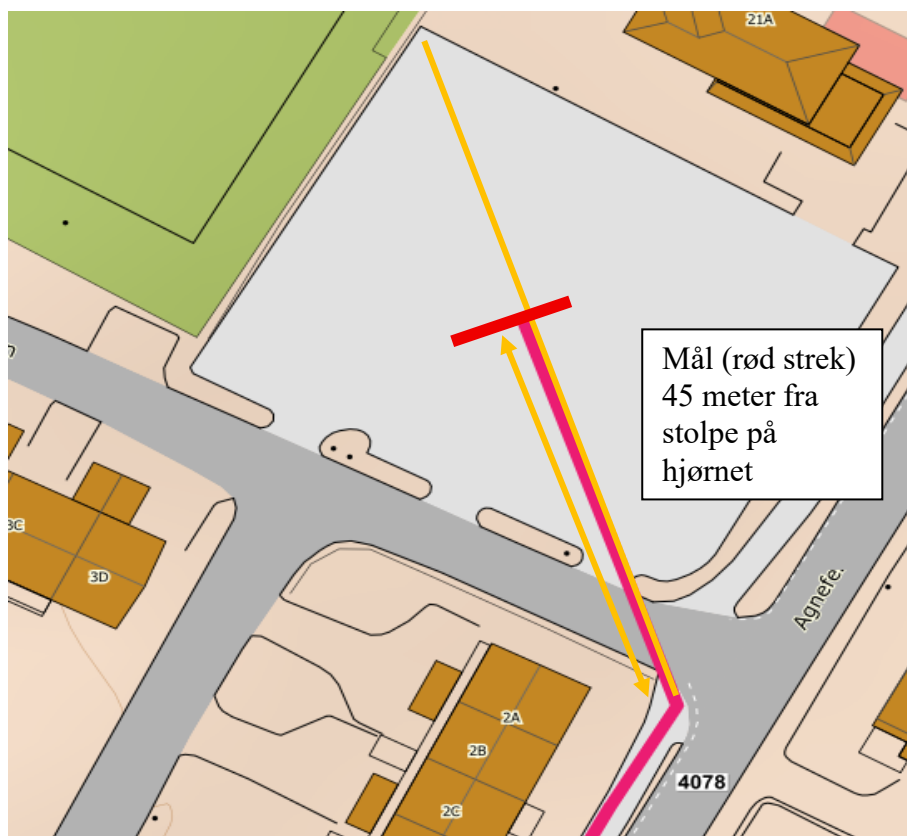 21A
Mål (rød strek)
45 meter fra
stolpe på
hjørnet
n
3C
3D
Agnefe.
2A
2B
2C
4078